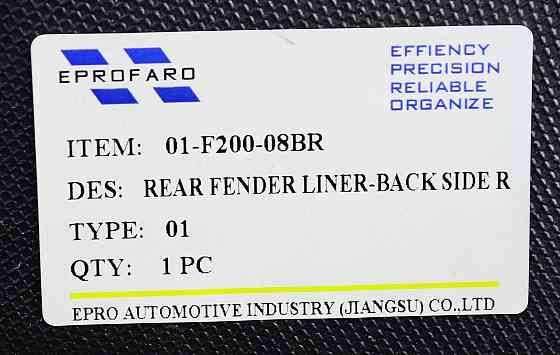 EPROFARO
EFFIENCY
PRECISION
RELIABLE
ORGANIZE
ITEM: 01-F200-08BR
DES: REAR FENDER LINER-BACK SIDE R
TYPE: 01
QTY: 1 PC
EPRO AUTOMOTIVE INDUSTRY (JIANGSU) CO.,LTD